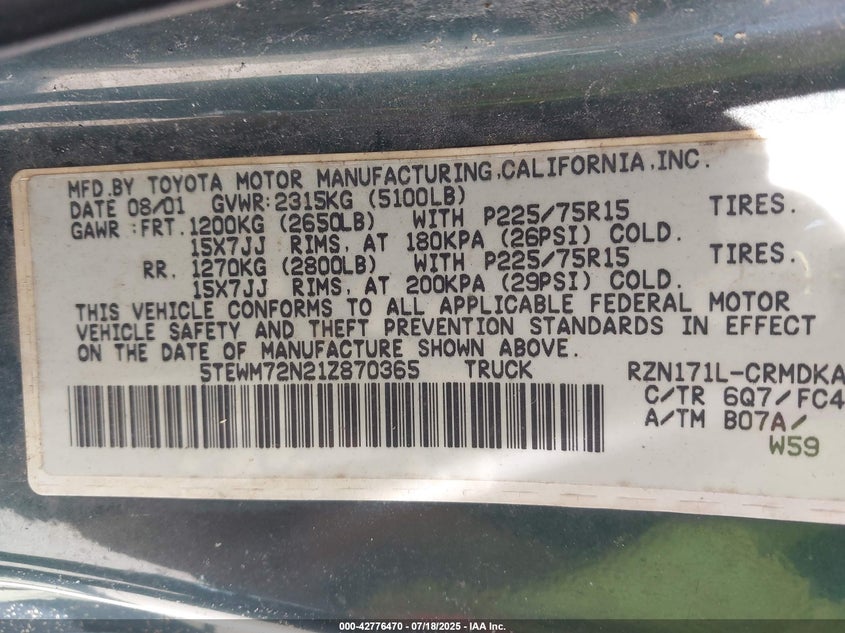 MFD.BY TOYOTA MOTOR MANUFACTURING,CALIFORNIA,INC.
DATE 08/01 GVWR:2315KG (5100LB)
GAWR :FRT. 1200KG (2650LB) WITH P225/75R15 TIRES.
15X7JJ RIMS, AT 180KPA (26PSI) COLD.
RR. 1270KG (2800LB) WITH P225/75R15 TIRES.
15X7JJ RIMS, AT 200KPA (29PSI) COLD.
THIS VEHICLE CONFORMS TO ALL APPLICABLE FEDERAL MOTOR
VEHICLE SAFETY AND THEFT PREVENTION STANDARDS IN EFFECT
ON THE DATE OF MANUFACTURE SHOWN ABOVE.
5TEWM72N21Z870365 TRUCK RZN171L-CRMDKA
C/TR 6Q7/FC4
A/TM B07A/
W59
000-42776470 - 07/18/2025 - IAA Inc.